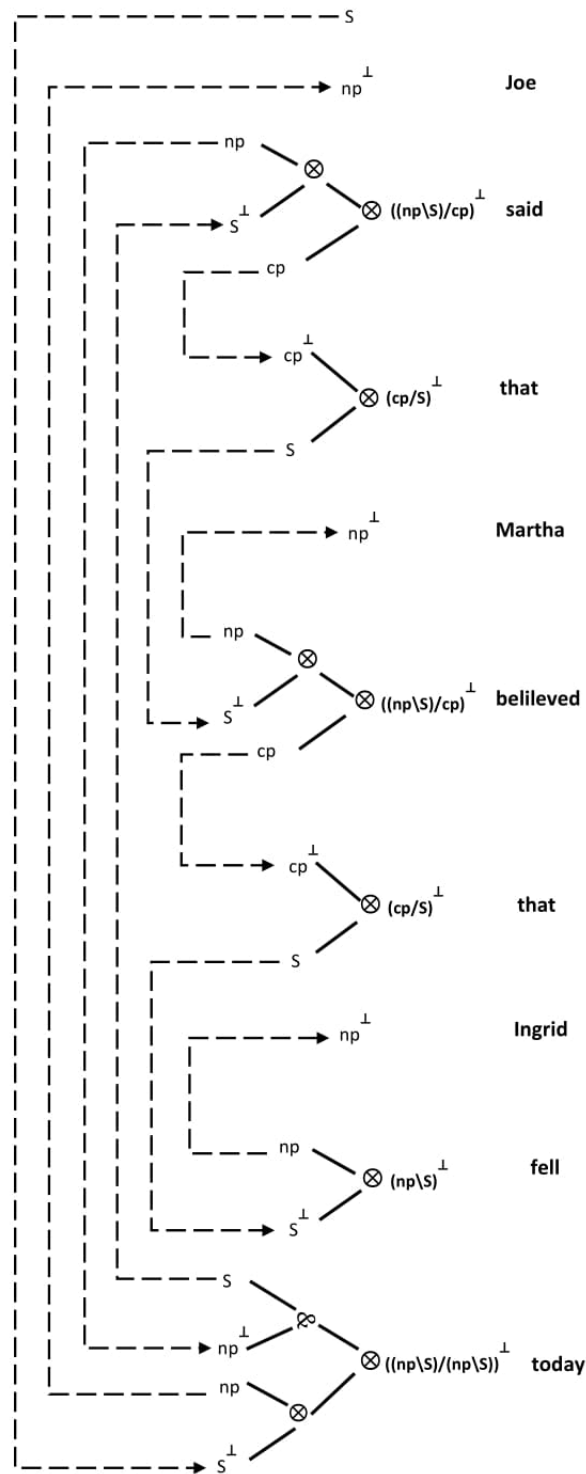 S
np⊥ Joe
np
⊗
S⊥
⊗ ((np\S)/cp)⊥ said
cp
cp⊥
⊗ (cp/S)⊥ that
S
np⊥ Martha
np
⊗
S⊥
⊗ ((np\S)/cp)⊥ belileved
cp
cp⊥
⊗ (cp/S)⊥ that
S
np⊥ Ingrid
np
⊗ (np\S)⊥ fell
S⊥
S
⅋
np⊥
⊗ ((np\S)/(np\S))⊥ today
np
⊗
S⊥